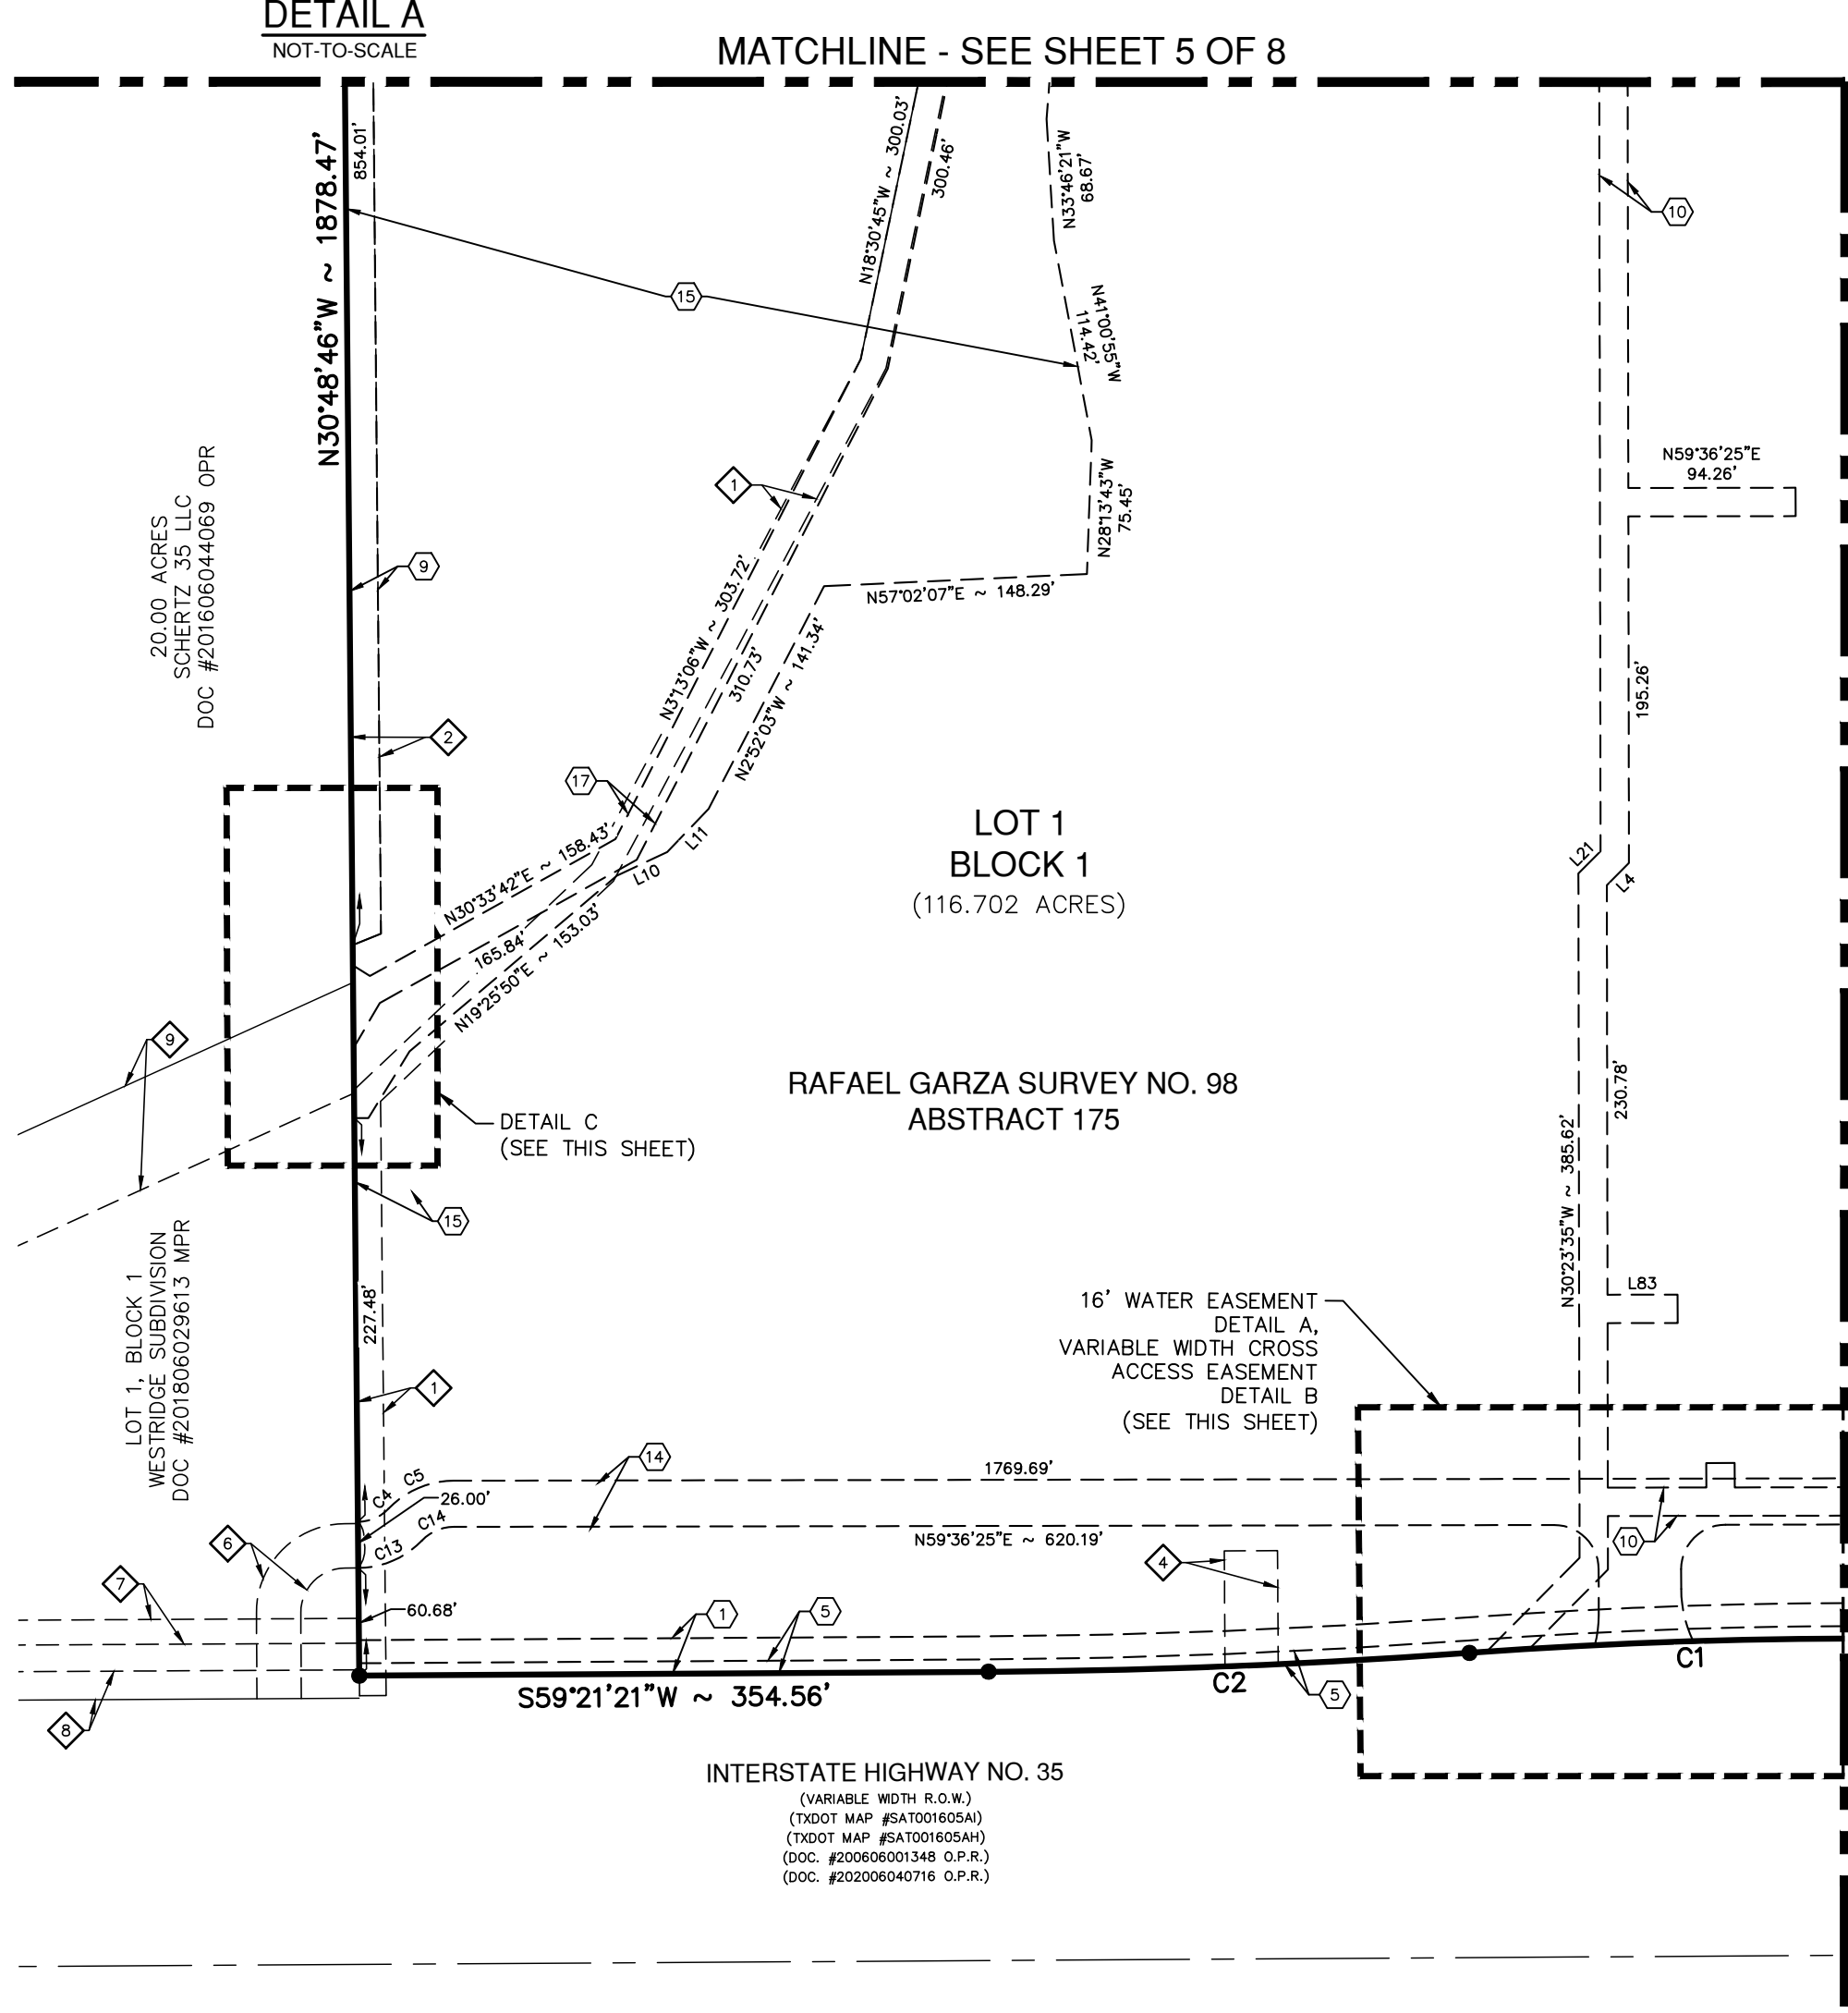 DETAIL A
NOT-TO-SCALE
MATCHLINE - SEE SHEET 5 OF 8
N30°48'46"W ~ 1878.47'
854.01'
N18°30'45"W ~ 300.03'
300.46'
N33°46'21"W
68.67'
10
15
N41°00'55"W
114.42'
N59°36'25"E
94.26'
1
N28°13'43"W
75.45'
20.00 ACRES
SCHERTZ 35 LLC
DOC #201606044069 OPR
9
N57°02'07"E ~ 148.29'
N3°13'06"W ~ 303.72'
310.73'
N2°52'03"W ~ 141.34'
195.26'
2
17
LOT 1
BLOCK 1
(116.702 ACRES)
L11
L10
L21
L4
N30°33'42"E ~ 158.43'
165.84'
N19°25'50"E ~ 153.03'
9
RAFAEL GARZA SURVEY NO. 98
ABSTRACT 175
DETAIL C
(SEE THIS SHEET)
230.78'
N30°23'35"W ~ 385.62'
15
LOT 1, BLOCK 1
WESTRIDGE SUBDIVISION
DOC #201806029613 MPR
227.48'
L83
16' WATER EASEMENT
DETAIL A,
VARIABLE WIDTH CROSS
ACCESS EASEMENT
DETAIL B
(SEE THIS SHEET)
1
14
1769.69'
C4
C5
26.00'
C14
C13
N59°36'25"E ~ 620.19'
6
10
4
7
60.68'
1
5
C1
C2
5
S59°21'21"W ~ 354.56'
8
INTERSTATE HIGHWAY NO. 35
(VARIABLE WIDTH R.O.W.)
(TXDOT MAP #SAT001605AI)
(TXDOT MAP #SAT001605AH)
(DOC. #200606001348 O.P.R.)
(DOC. #202006040716 O.P.R.)